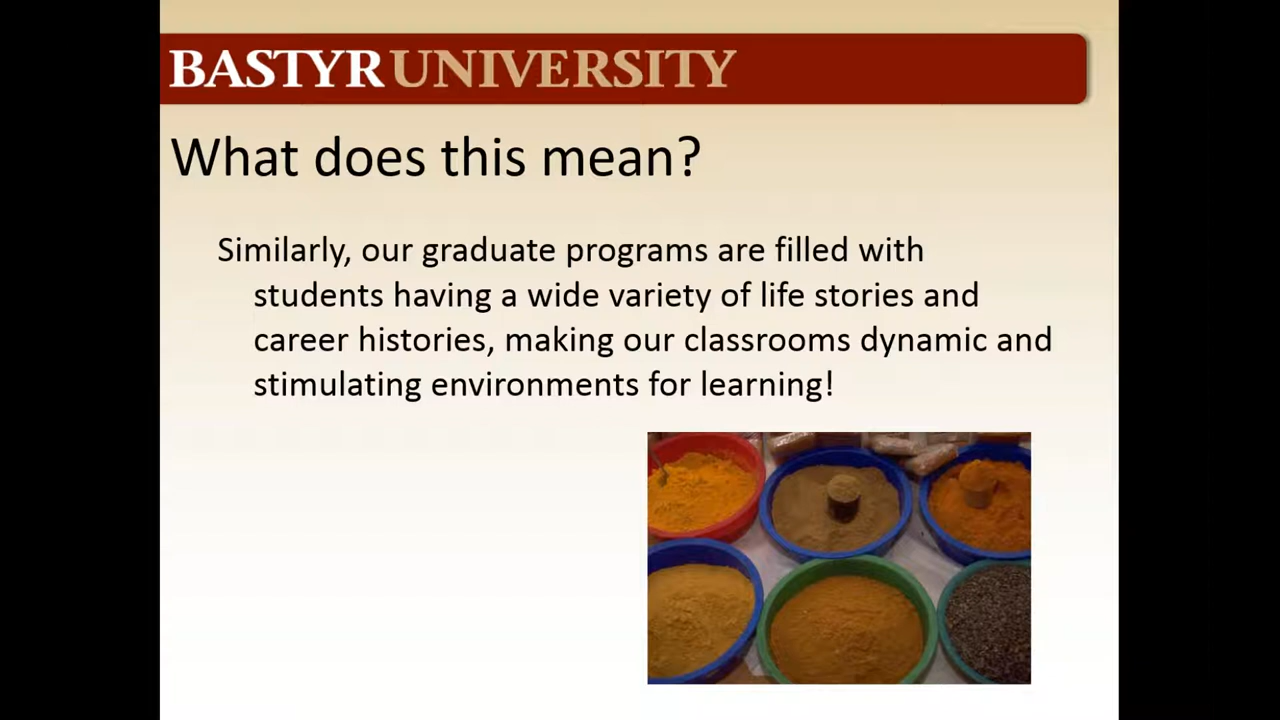 BASTYR UNIVERSITY
What does this mean?
Similarly, our graduate programs are filled with
students having a wide variety of life stories and
career histories, making our classrooms dynamic and
stimulating environments for learning!